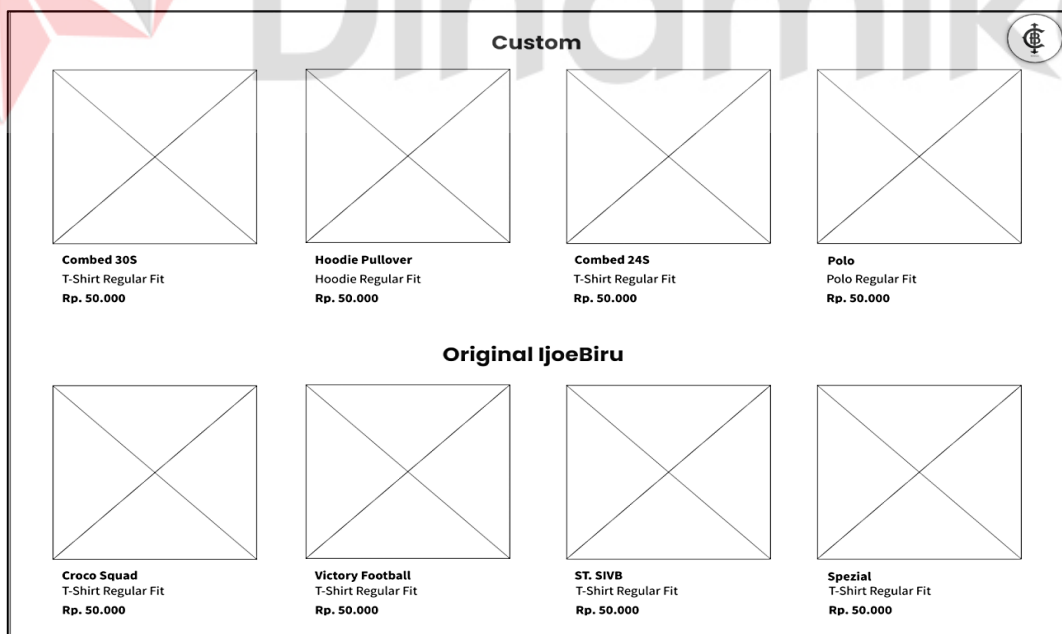 Dinamik
Custom
Combed 30S
T-Shirt Regular Fit
Rp. 50.000
Hoodie Pullover
Hoodie Regular Fit
Rp. 50.000
Combed 24S
T-Shirt Regular Fit
Rp. 50.000
Polo
Polo Regular Fit
Rp. 50.000
Original IjoeBiru
Croco Squad
T-Shirt Regular Fit
Rp. 50.000
Victory Football
T-Shirt Regular Fit
Rp. 50.000
ST. SIVB
T-Shirt Regular Fit
Rp. 50.000
Spezial
T-Shirt Regular Fit
Rp. 50.000